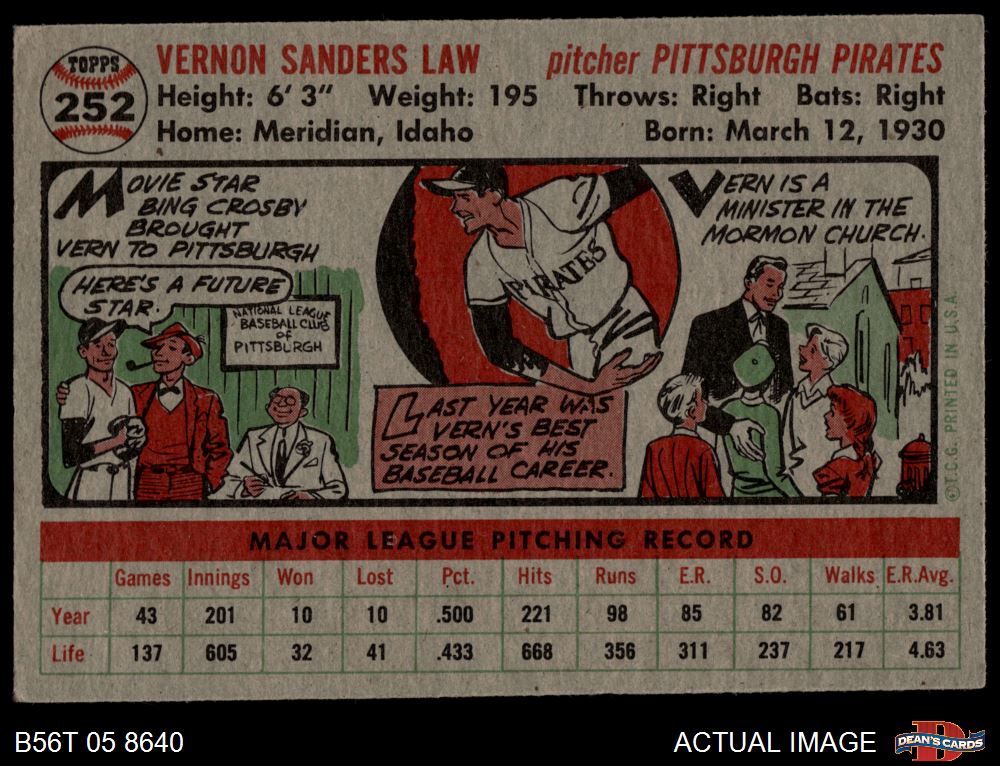 TOPPS
252
VERNON SANDERS LAW pitcher PITTSBURGH PIRATES
Height: 6' 3" Weight: 195 Throws: Right Bats: Right
Home: Meridian, Idaho Born: March 12, 1930
MOVIE STAR
BING CROSBY
BROUGHT
VERN TO PITTSBURGH
HERE'S A FUTURE
STAR.
NATIONAL LEAGUE
BASEBALL CLUB
OF
PITTSBURGH
PIRATES
LAST YEAR WAS
VERN'S BEST
SEASON OF HIS
BASEBALL CAREER.
VERN IS A
MINISTER IN THE
MORMON CHURCH.
©T.C.G. PRINTED IN U.S.A.
MAJOR LEAGUE PITCHING RECORD
Games Innings Won Lost Pct. Hits Runs E.R. S.O. Walks E.R.Avg.
Year 43 201 10 10 .500 221 98 85 82 61 3.81
Life 137 605 32 41 .433 668 356 311 237 217 4.63
B56T 05 8640 ACTUAL IMAGE DEAN'S CARDS